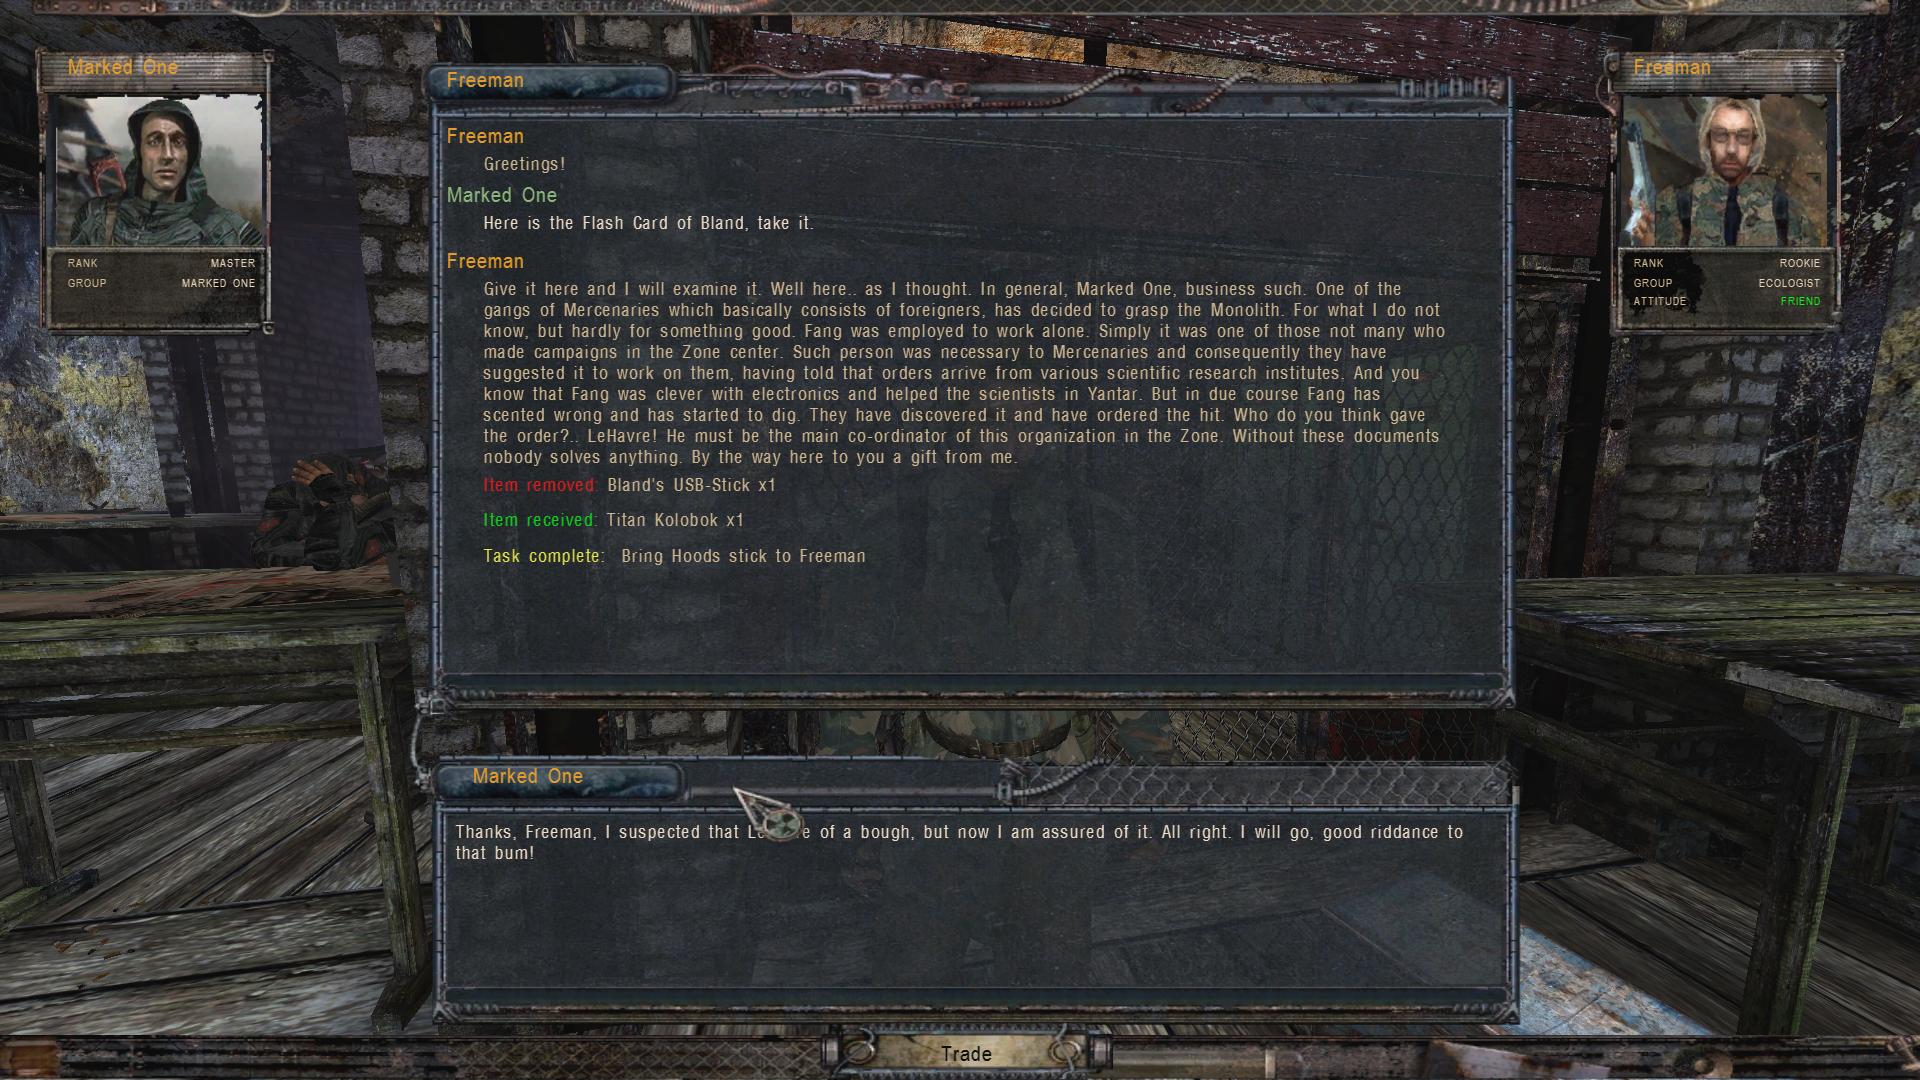 Marked One
RANK MASTER
GROUP MARKED ONE
Freeman
Freeman
Greetings!
Marked One
Here is the Flash Card of Bland, take it.
Freeman
Give it here and I will examine it. Well here.. as I thought. In general, Marked One, business such. One of the
gangs of Mercenaries which basically consists of foreigners, has decided to grasp the Monolith. For what I do not
know, but hardly for something good. Fang was employed to work alone. Simply it was one of those not many who
made campaigns in the Zone center. Such person was necessary to Mercenaries and consequently they have
suggested it to work on them, having told that orders arrive from various scientific research institutes. And you
know that Fang was clever with electronics and helped the scientists in Yantar. But in due course Fang has
scented wrong and has started to dig. They have discovered it and have ordered the hit. Who do you think gave
the order?.. LeHavre! He must be the main co-ordinator of this organization in the Zone. Without these documents
nobody solves anything. By the way here to you a gift from me.
Item removed: Bland's USB-Stick x1
Item received: Titan Kolobok x1
Task complete: Bring Hoods stick to Freeman
Freeman
RANK ROOKIE
GROUP ECOLOGIST
ATTITUDE FRIEND
Marked One
Thanks, Freeman, I suspected that of a bough, but now I am assured of it. All right. I will go, good riddance to
that bum!
Trade